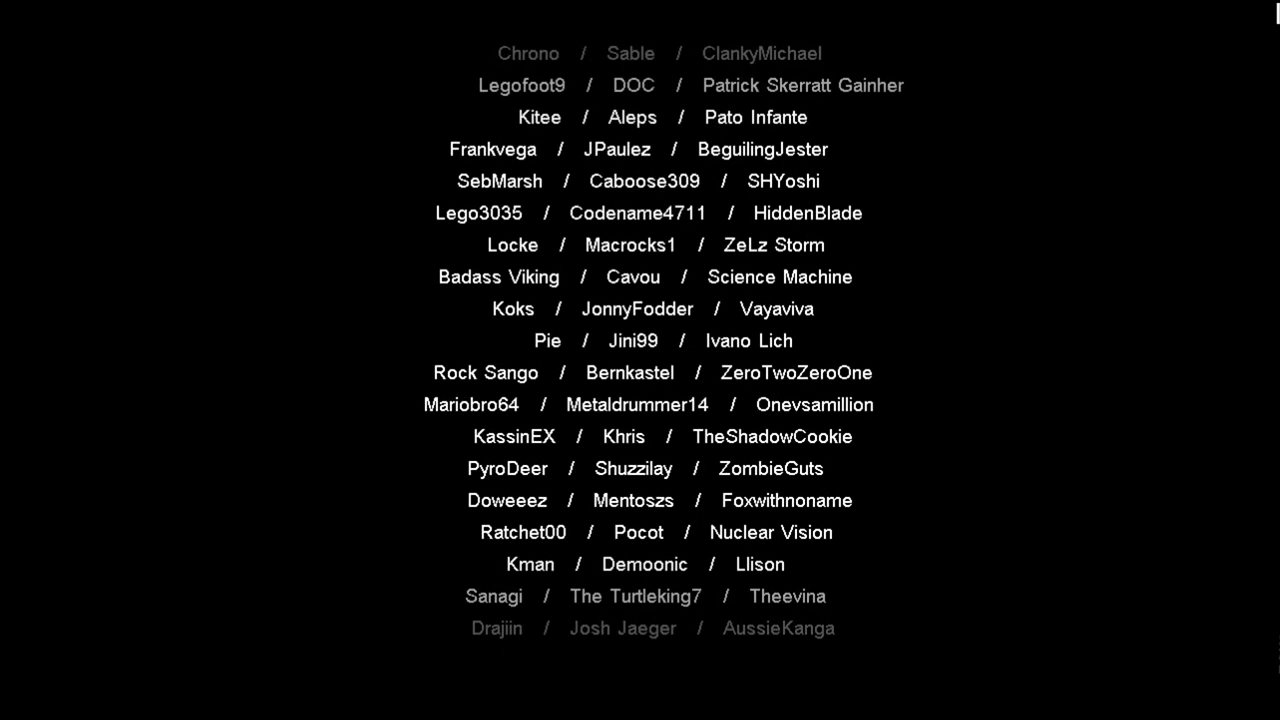 Chrono / Sable / ClankyMichael
Legofoot9 / DOC / Patrick Skerratt Gainher
Kitee / Aleps / Pato Infante
Frankvega / JPaulez / BeguilingJester
SebMarsh / Caboose309 / SHYoshi
Lego3035 / Codename4711 / HiddenBlade
Locke / Macrocks1 / ZeLz Storm
Badass Viking / Cavou / Science Machine
Koks / JonnyFodder / Vayaviva
Pie / Jini99 / Ivano Lich
Rock Sango / Bernkastel / ZeroTwoZeroOne
Mariobro64 / Metaldrummer14 / Onevsamillion
KassinEX / Khris / TheShadowCookie
PyroDeer / Shuzzilay / ZombieGuts
Doweeez / Mentoszs / Foxwithnoname
Ratchet00 / Pocot / Nuclear Vision
Kman / Demoonic / Llison
Sanagi / The Turtleking7 / Theevina
Drajiin / Josh Jaeger / AussieKanga